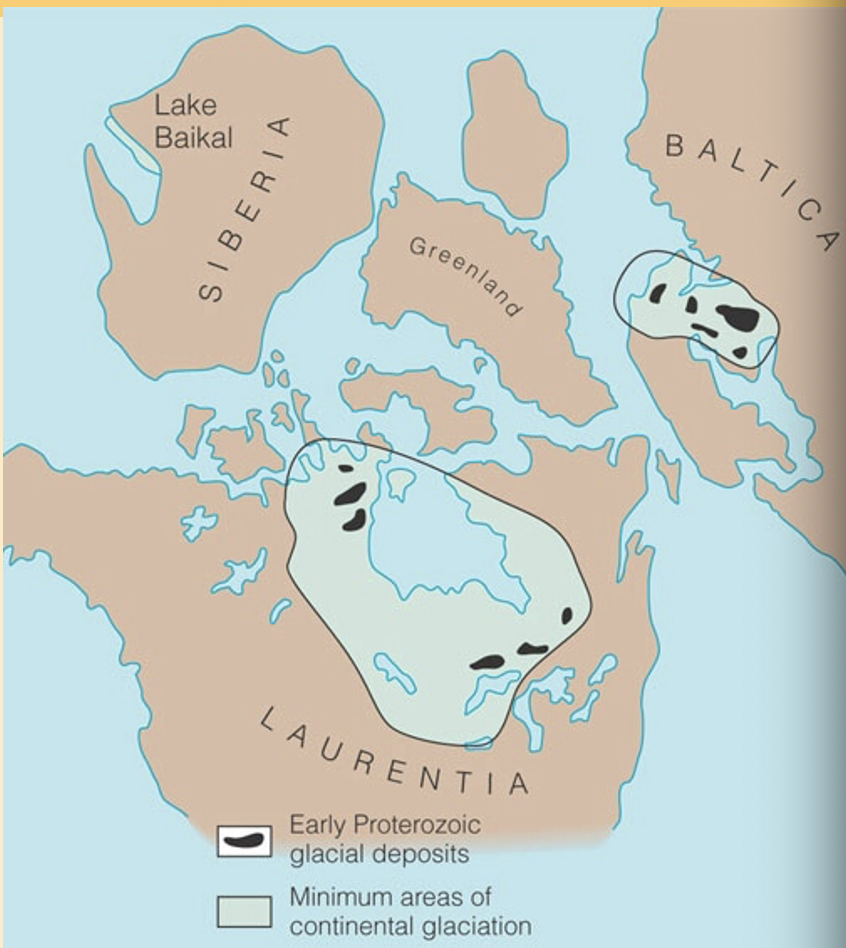 Lake
Baikal
SIBERIA
BALTICA
Greenland
LAURENTIA
Early Proterozoic
glacial deposits
Minimum areas of
continental glaciation